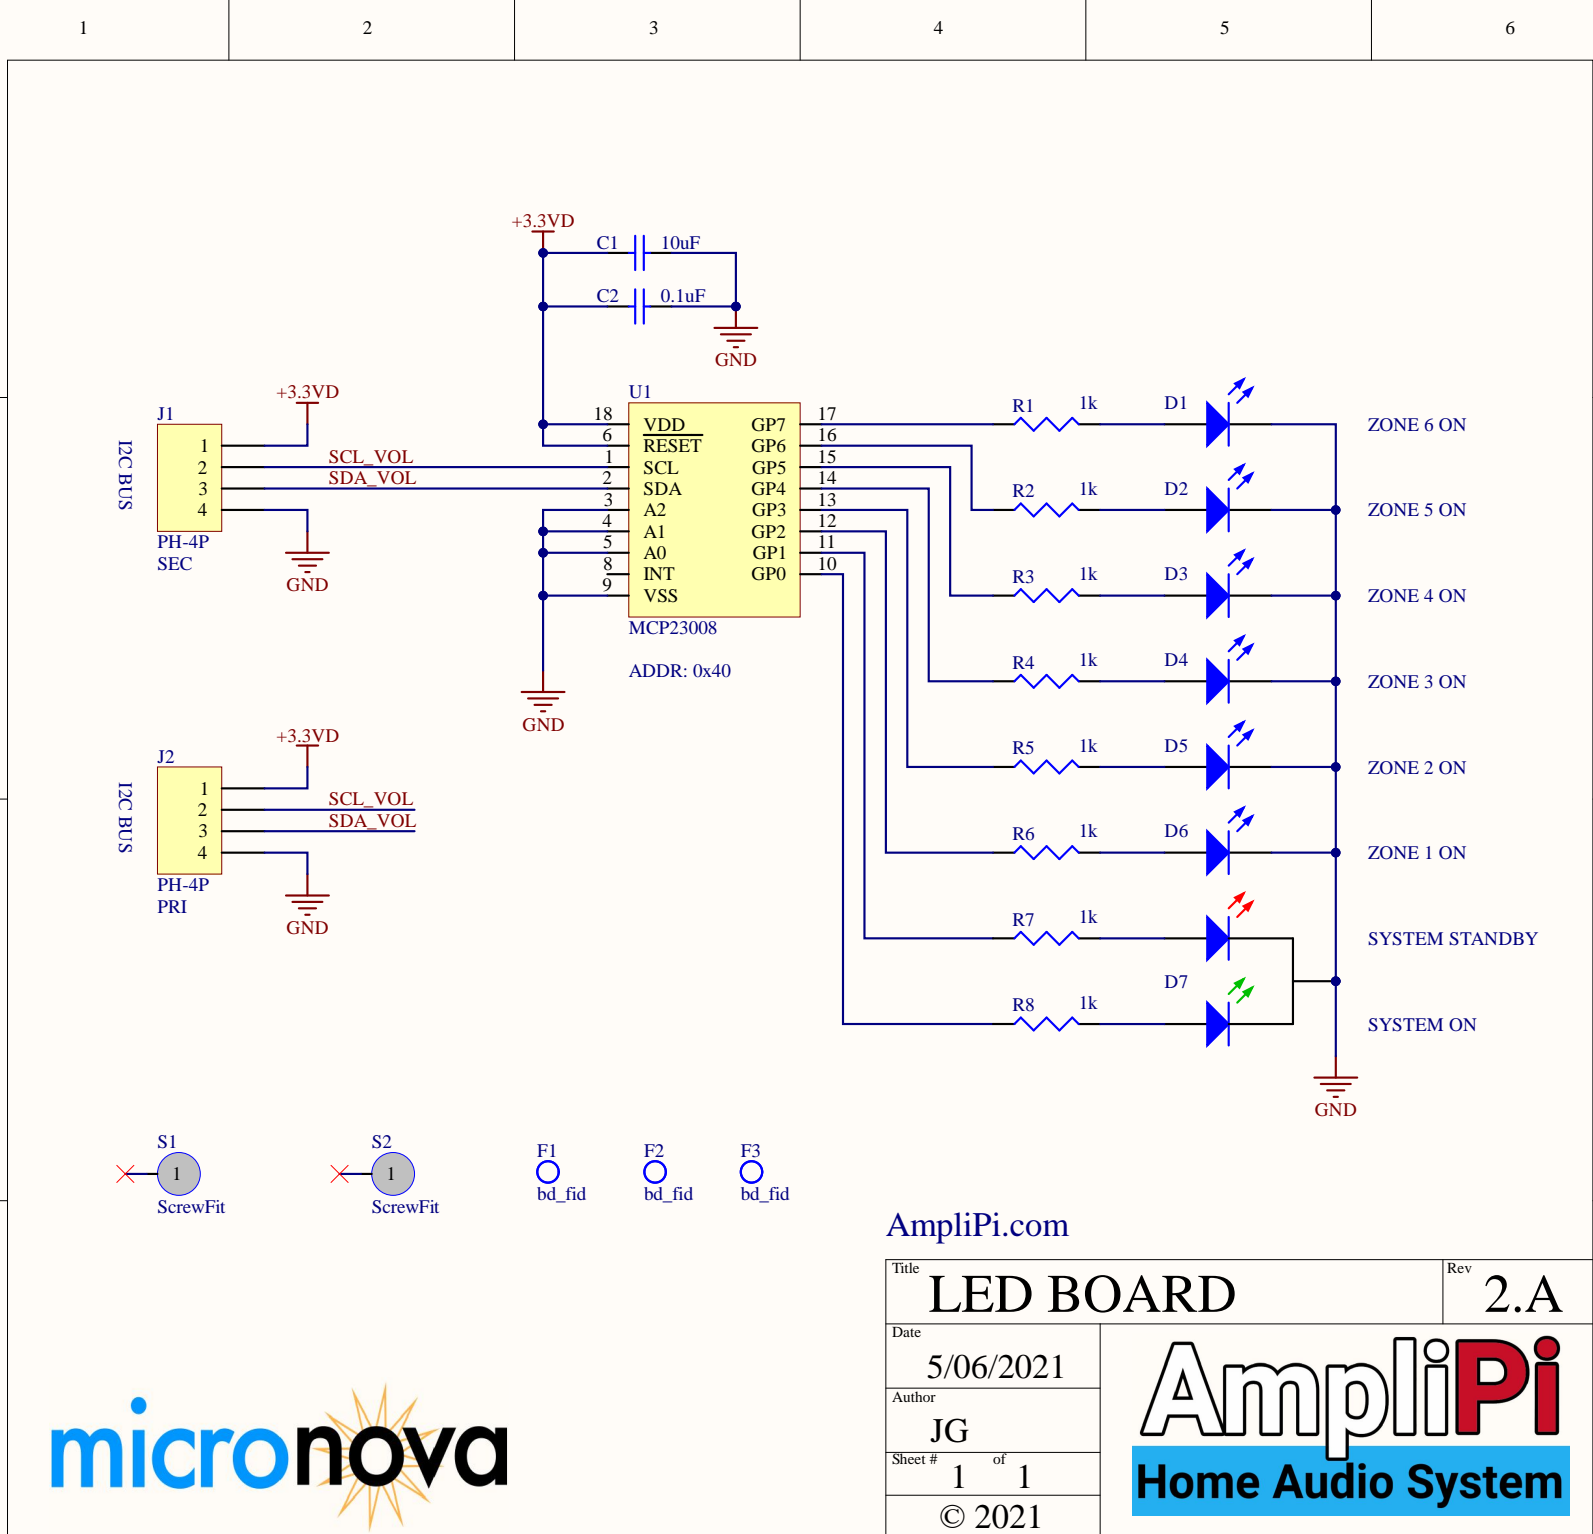 1 2 3 4 5 6
+3.3VD
C1 10uF
C2 0.1uF
GND
+3.3VD
J1
I2C BUS
1
2 SCL_VOL
3 SDA_VOL
4
PH-4P
SEC
GND
U1
18 VDD GP7 17
6 RESET GP6 16
1 SCL GP5 15
2 SDA GP4 14
3 A2 GP3 13
4 A1 GP2 12
5 A0 GP1 11
8 INT GP0 10
9 VSS
MCP23008
ADDR: 0x40
GND
R1 1k D1 ZONE 6 ON
R2 1k D2 ZONE 5 ON
R3 1k D3 ZONE 4 ON
R4 1k D4 ZONE 3 ON
R5 1k D5 ZONE 2 ON
R6 1k D6 ZONE 1 ON
R7 1k SYSTEM STANDBY
D7
R8 1k SYSTEM ON
GND
+3.3VD
J2
I2C BUS
1
2 SCL_VOL
3 SDA_VOL
4
PH-4P
PRI
GND
S1
1
ScrewFit
S2
1
ScrewFit
F1
bd_fid
F2
bd_fid
F3
bd_fid
AmpliPi.com
Title LED BOARD
Rev 2.A
Date
5/06/2021
Author
JG
Sheet # 1 of 1
© 2021
AmpliPi
Home Audio System
micronova